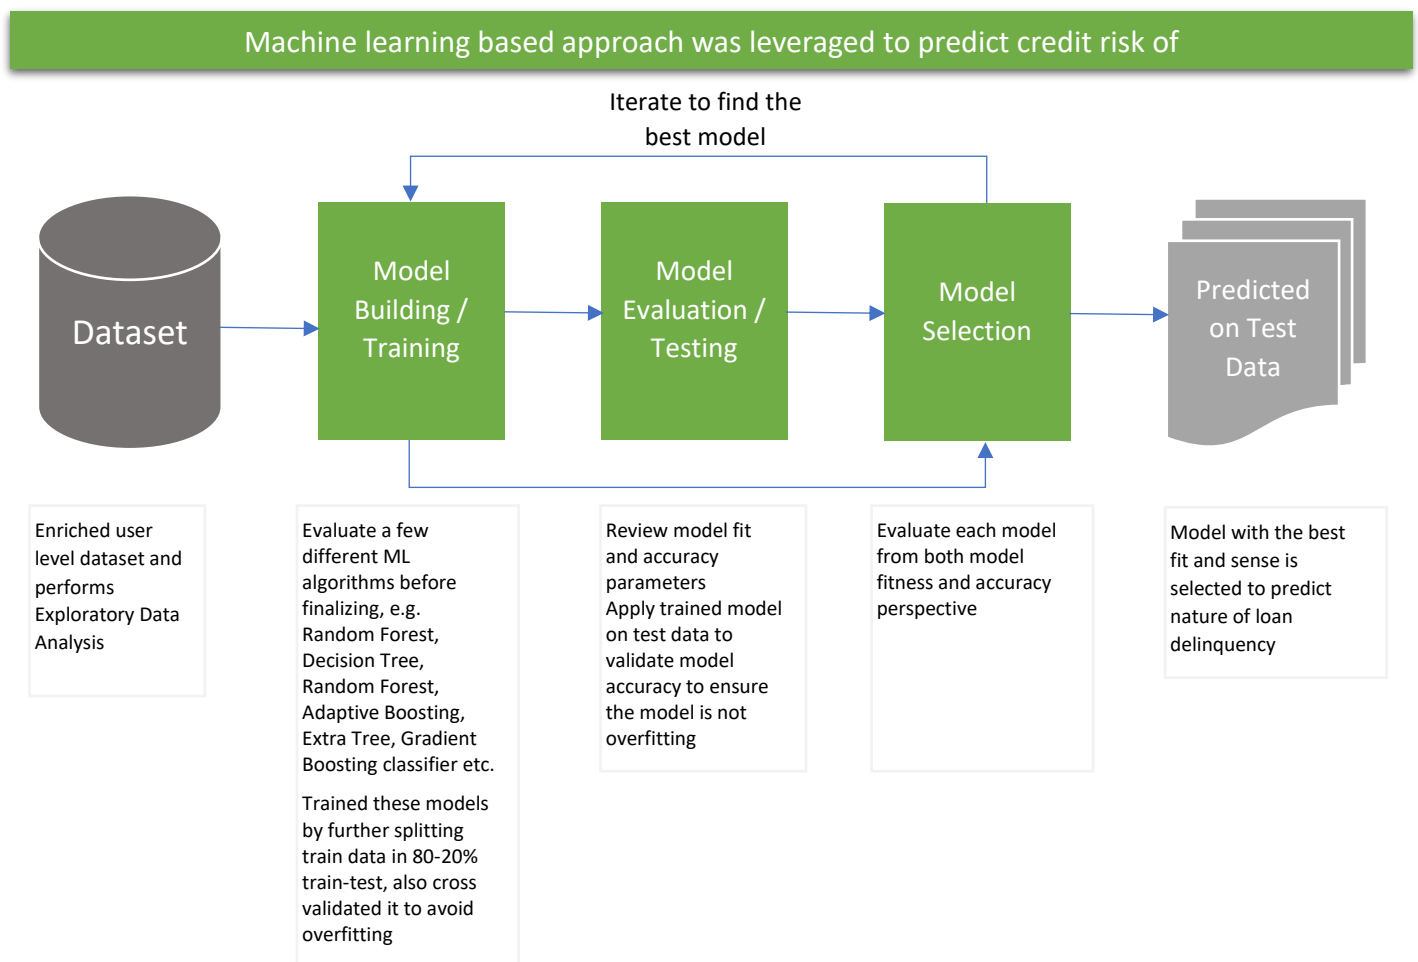 Machine learning based approach was leveraged to predict credit risk of
Iterate to find the
best model
Dataset
Model
Building /
Training
Model
Evaluation /
Testing
Model
Selection
Predicted
on Test
Data
Enriched user
level dataset and
performs
Exploratory Data
Analysis
Evaluate a few
different ML
algorithms before
finalizing, e.g.
Random Forest,
Decision Tree,
Random Forest,
Adaptive Boosting,
Extra Tree, Gradient
Boosting classifier etc.
Trained these models
by further splitting
train data in 80-20%
train-test, also cross
validated it to avoid
overfitting
Review model fit
and accuracy
parameters
Apply trained model
on test data to
validate model
accuracy to ensure
the model is not
overfitting
Evaluate each model
from both model
fitness and accuracy
perspective
Model with the best
fit and sense is
selected to predict
nature of loan
delinquency